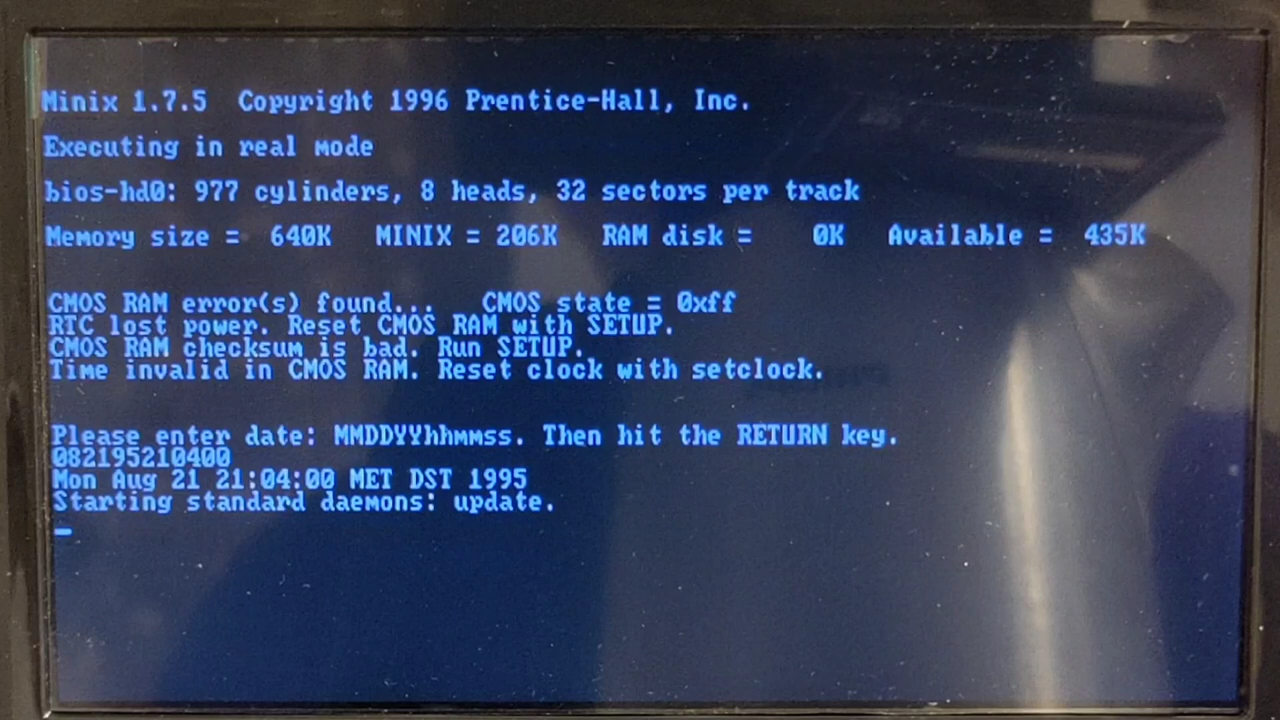 Minix 1.7.5  Copyright 1996 Prentice-Hall, Inc.
Executing in real mode
bios-hd0: 977 cylinders, 8 heads, 32 sectors per track
Memory size =  640K   MINIX = 206K   RAM disk =    0K   Available =  435K
CMOS RAM error(s) found...   CMOS state = 0xff
RTC lost power. Reset CMOS RAM with SETUP.
CMOS RAM checksum is bad. Run SETUP.
Time invalid in CMOS RAM. Reset clock with setclock.
Please enter date: MMDDYYhhmmss. Then hit the RETURN key.
082195210400
Mon Aug 21 21:04:00 MET DST 1995
Starting standard daemons: update.